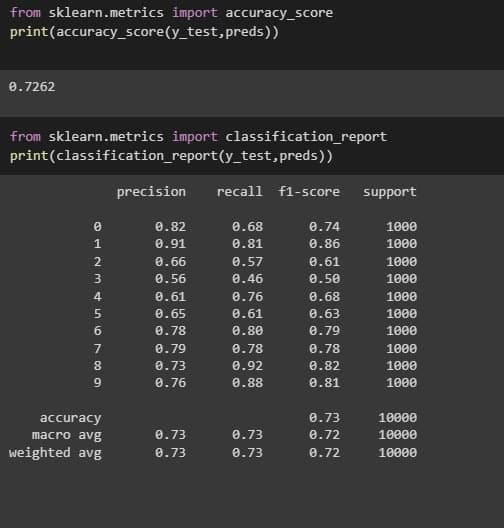 from sklearn.metrics import accuracy_score
print(accuracy_score(y_test,preds))
0.7262
from sklearn.metrics import classification_report
print(classification_report(y_test,preds))
precision recall f1-score support
0 0.82 0.68 0.74 1000
1 0.91 0.81 0.86 1000
2 0.66 0.57 0.61 1000
3 0.56 0.46 0.50 1000
4 0.61 0.76 0.68 1000
5 0.65 0.61 0.63 1000
6 0.78 0.80 0.79 1000
7 0.79 0.78 0.78 1000
8 0.73 0.92 0.82 1000
9 0.76 0.88 0.81 1000
accuracy 0.73 10000
macro avg 0.73 0.73 0.72 10000
weighted avg 0.73 0.73 0.72 10000